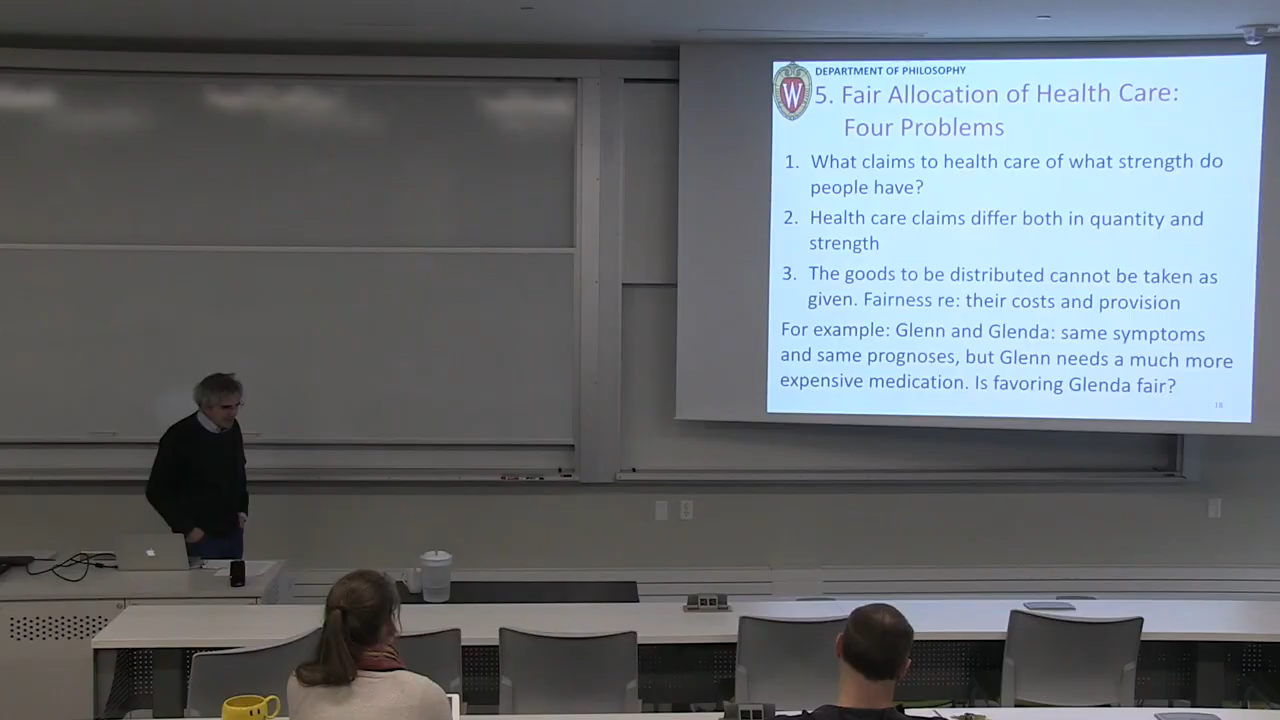 DEPARTMENT OF PHILOSOPHY
W
5. Fair Allocation of Health Care:
Four Problems
1. What claims to health care of what strength do
people have?
2. Health care claims differ both in quantity and
strength
3. The goods to be distributed cannot be taken as
given. Fairness re: their costs and provision
For example: Glenn and Glenda: same symptoms
and same prognoses, but Glenn needs a much more
expensive medication. Is favoring Glenda fair?
18